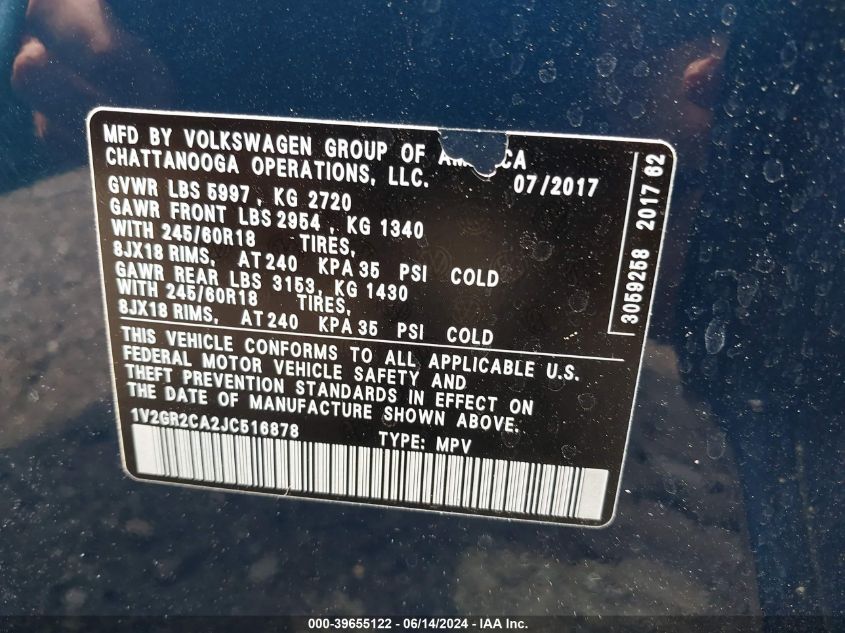 MFD BY VOLKSWAGEN GROUP OF
CHATTANOOGA OPERATIONS, LLC. 07/2017
GVWR LBS 5997, KG 2720
GAWR FRONT LBS 2954, KG 1340
WITH 245/60R18 TIRES,
8JX18 RIMS, AT 240 KPA 35 PSI COLD
GAWR REAR LBS 3153, KG 1430
WITH 245/60R18 TIRES,
8JX18 RIMS, AT 240 KPA 35 PSI COLD
THIS VEHICLE CONFORMS TO ALL APPLICABLE U.S.
FEDERAL MOTOR VEHICLE SAFETY AND
THEFT PREVENTION STANDARDS IN EFFECT ON
THE DATE OF MANUFACTURE SHOWN ABOVE.
1V2GR2CA2JC516878 TYPE: MPV
3059258 2017 62
000-39655122 - 06/14/2024 - IAA Inc.